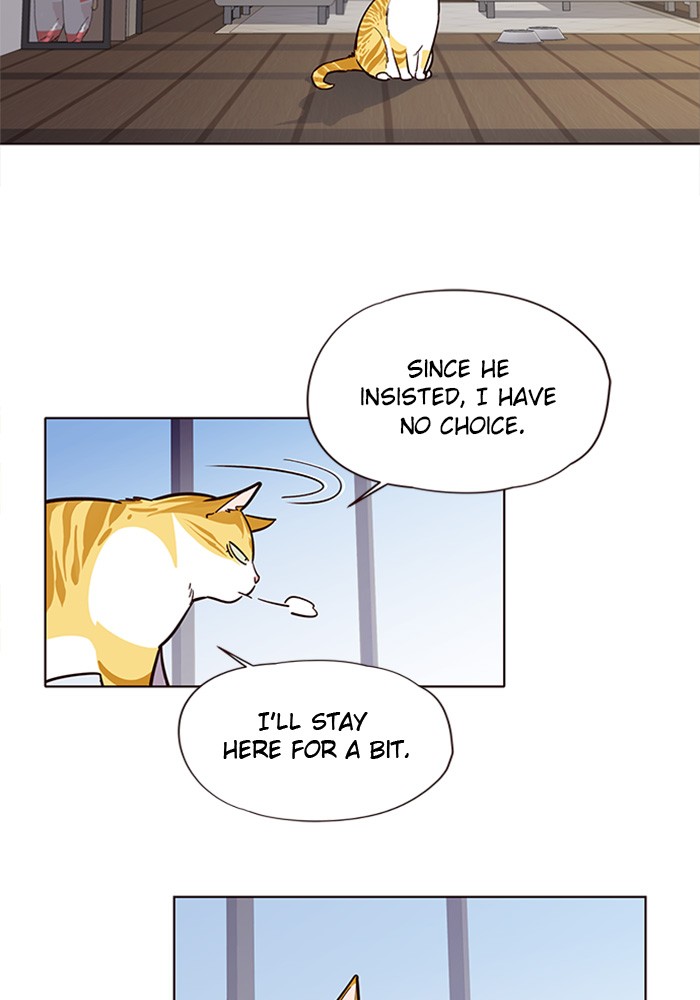 SINCE HE
INSISTED, I HAVE
NO CHOICE.
I'LL STAY
HERE FOR A BIT.